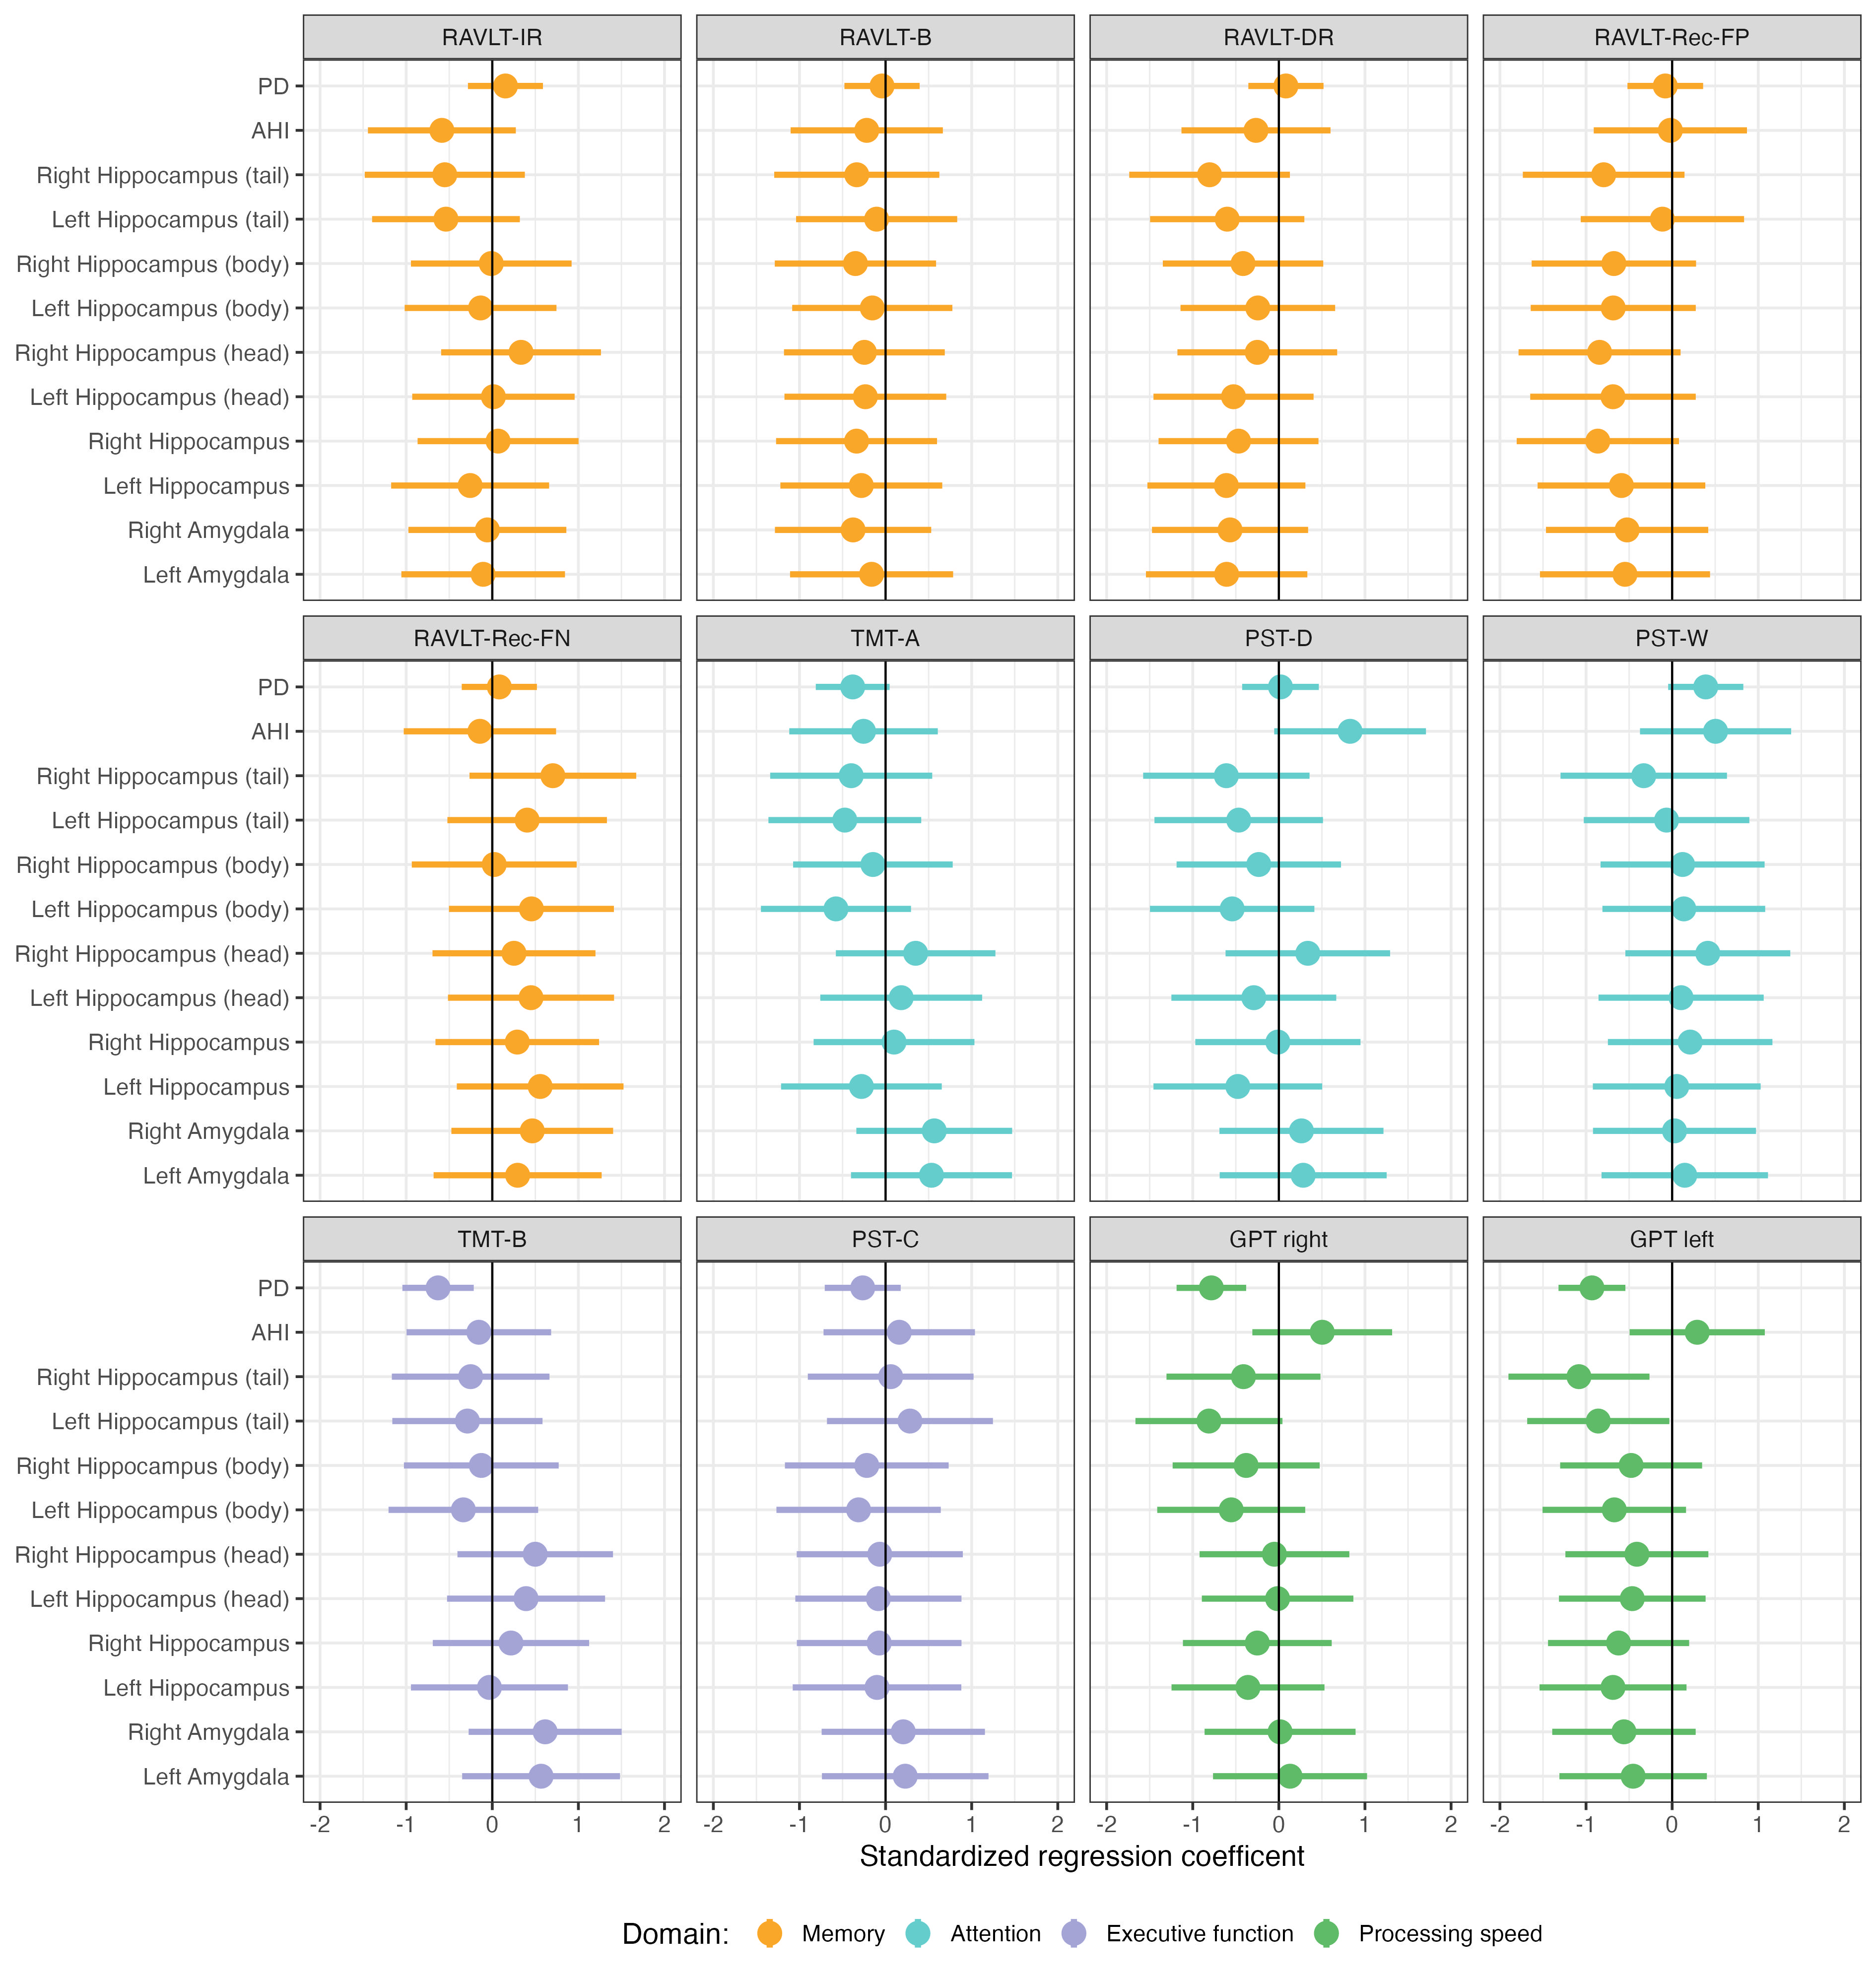 RAVLT-IR RAVLT-B RAVLT-DR RAVLT-Rec-FP
PD
AHI
Right Hippocampus (tail)
Left Hippocampus (tail)
Right Hippocampus (body)
Left Hippocampus (body)
Right Hippocampus (head)
Left Hippocampus (head)
Right Hippocampus
Left Hippocampus
Right Amygdala
Left Amygdala
RAVLT-Rec-FN TMT-A PST-D PST-W
PD
AHI
Right Hippocampus (tail)
Left Hippocampus (tail)
Right Hippocampus (body)
Left Hippocampus (body)
Right Hippocampus (head)
Left Hippocampus (head)
Right Hippocampus
Left Hippocampus
Right Amygdala
Left Amygdala
TMT-B PST-C GPT right GPT left
PD
AHI
Right Hippocampus (tail)
Left Hippocampus (tail)
Right Hippocampus (body)
Left Hippocampus (body)
Right Hippocampus (head)
Left Hippocampus (head)
Right Hippocampus
Left Hippocampus
Right Amygdala
Left Amygdala
-2 -1 0 1 2 -2 -1 0 1 2 -2 -1 0 1 2 -2 -1 0 1 2
Standardized regression coefficent
Domain: Memory Attention Executive function Processing speed